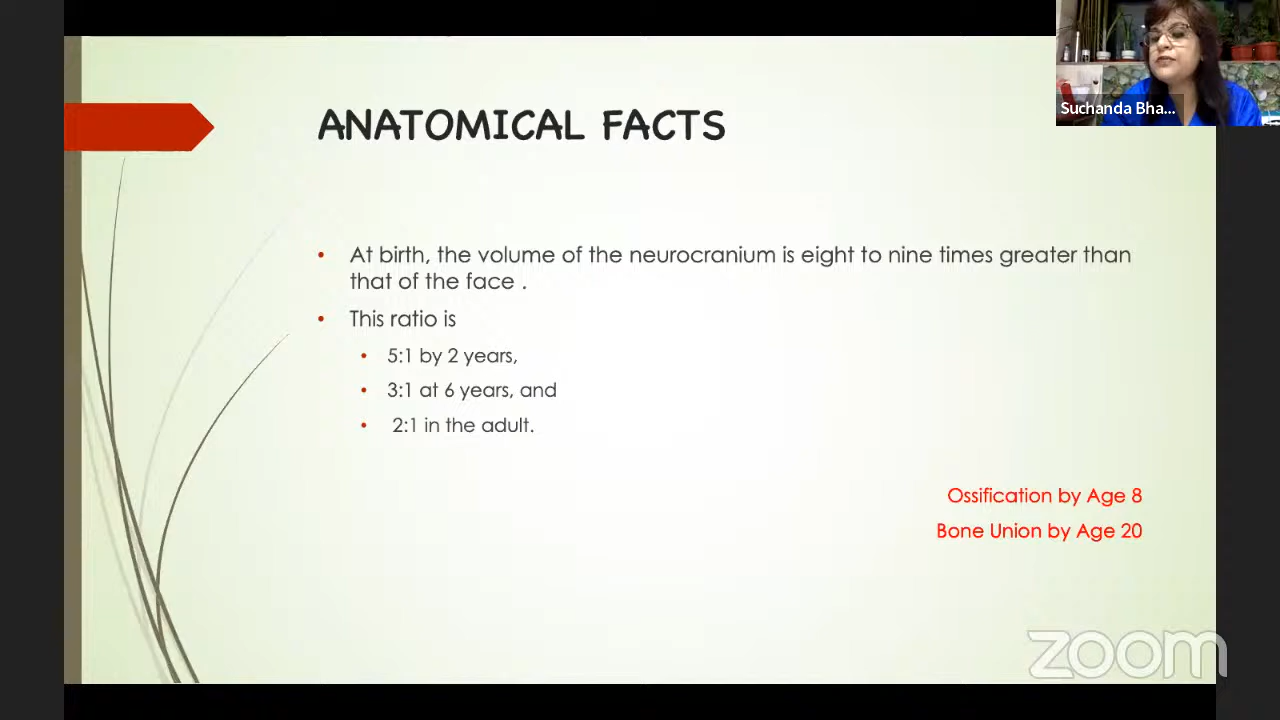 ANATOMICAL FACTS
Suchanda Bha...
• At birth, the volume of the neurocranium is eight to nine times greater than
that of the face .
• This ratio is
• 5:1 by 2 years,
• 3:1 at 6 years, and
• 2:1 in the adult.
Ossification by Age 8
Bone Union by Age 20
zoom